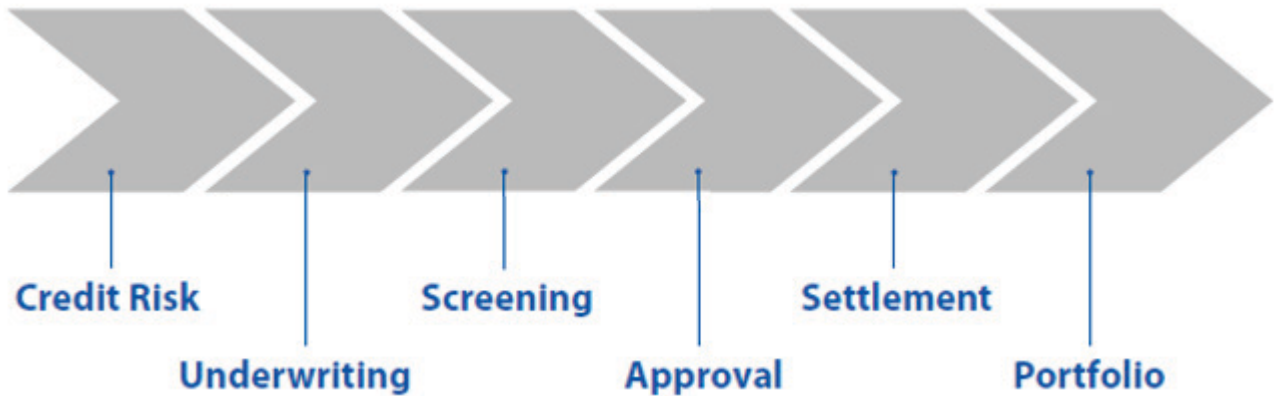 Credit Risk
Underwriting
Screening
Approval
Settlement
Portfolio